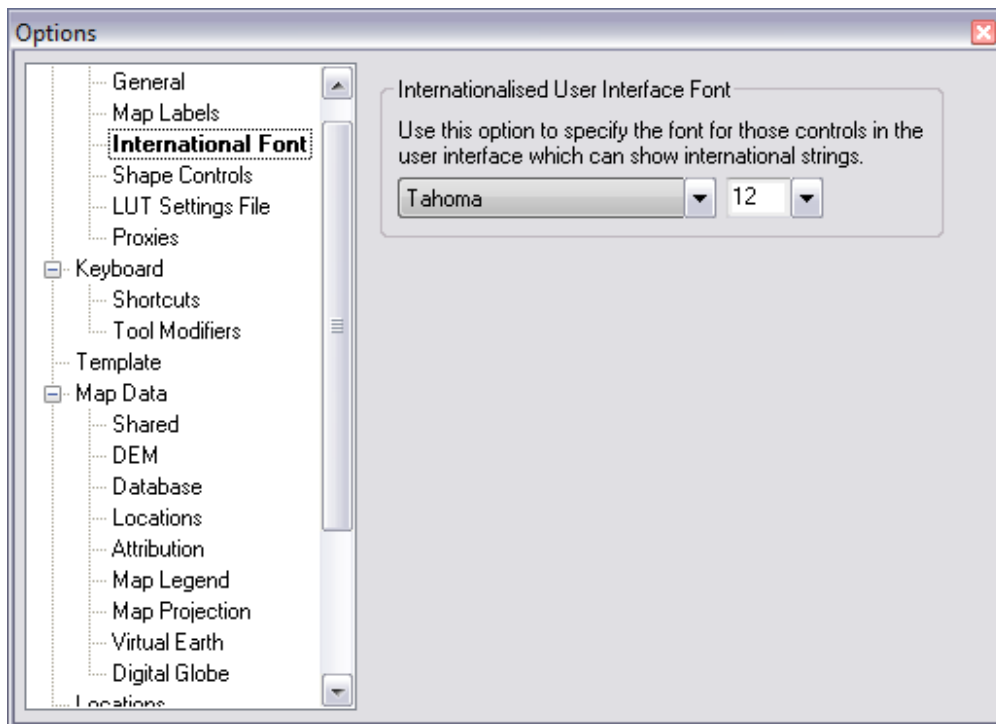 Options
General
Map Labels
International Font
Shape Controls
LUT Settings File
Proxies
Keyboard
Shortcuts
Tool Modifiers
Template
Map Data
Shared
DEM
Database
Locations
Attribution
Map Legend
Map Projection
Virtual Earth
Digital Globe
Locations
Internationalised User Interface Font
Use this option to specify the font for those controls in the
user interface which can show international strings.
Tahoma
12